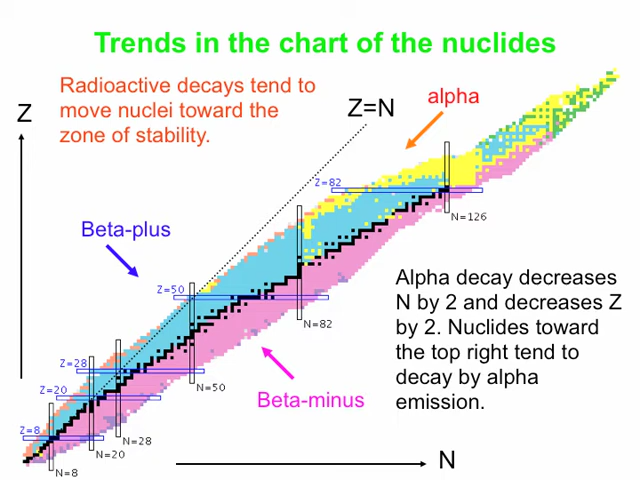 Trends in the chart of the nuclides
Radioactive decays tend to
move nuclei toward the
zone of stability.
Z
Z=N
alpha
Z=82
N=126
Beta-plus
Z=50
N=82
Alpha decay decreases
N by 2 and decreases Z
by 2. Nuclides toward
the top right tend to
decay by alpha
emission.
Z=28
N=50
Beta-minus
Z=20
Z=8
N=28
N=20
N=8
N